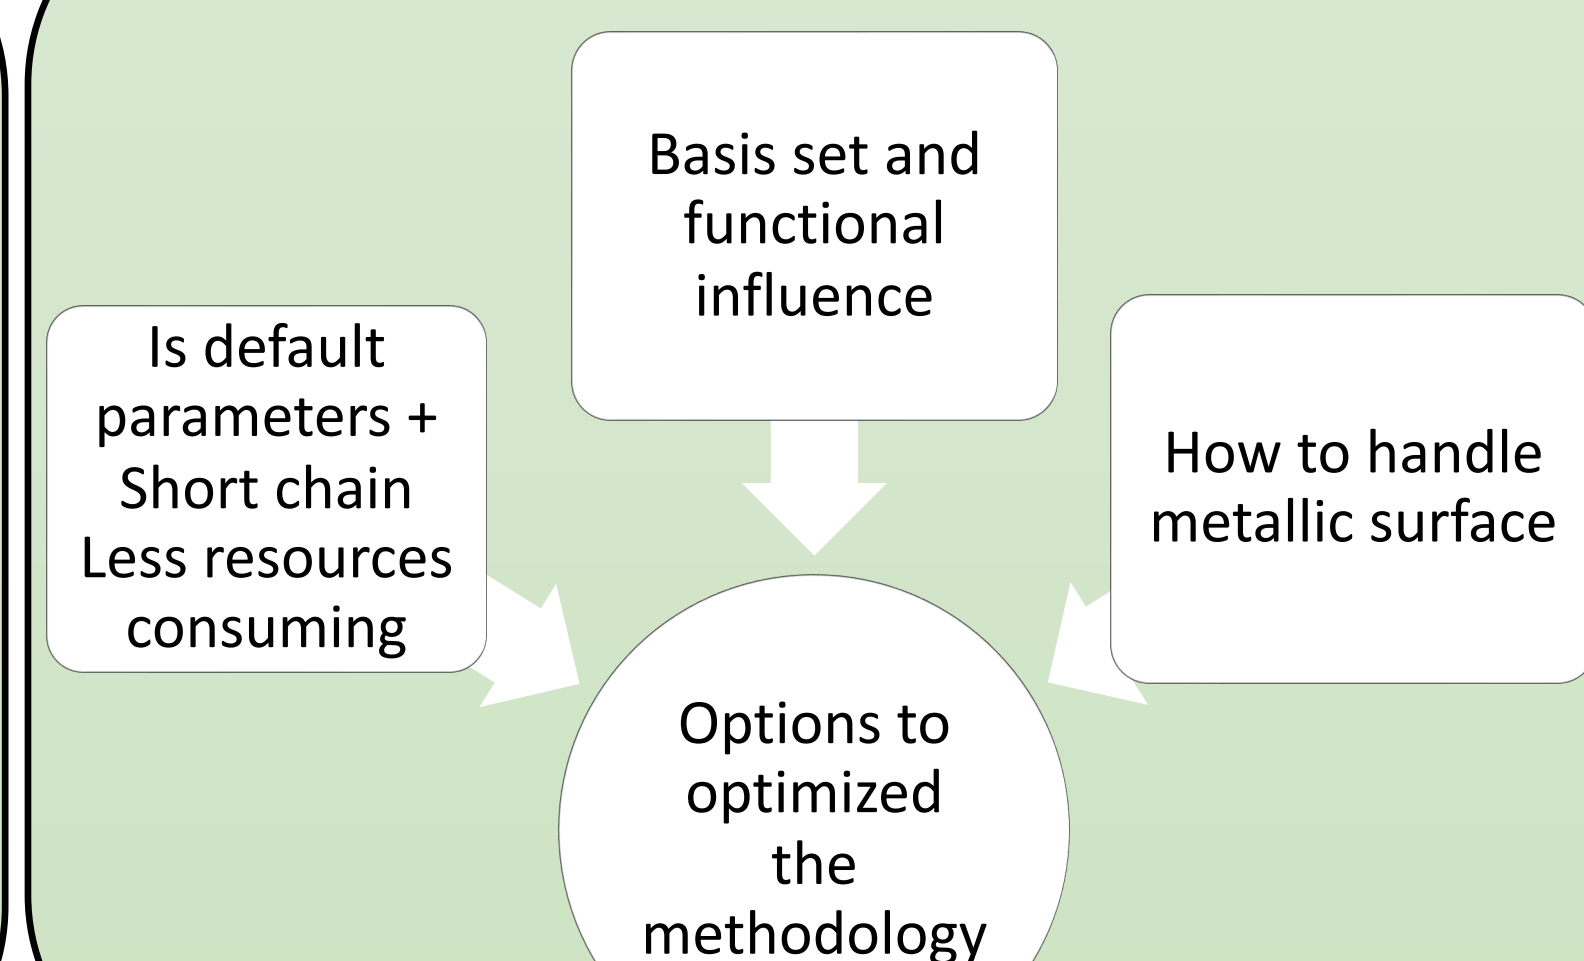 Basis set and
functional
influence
Is default
parameters +
Short chain
Less resources
consuming
How to handle
metallic surface
Options to
optimized
the
methodology